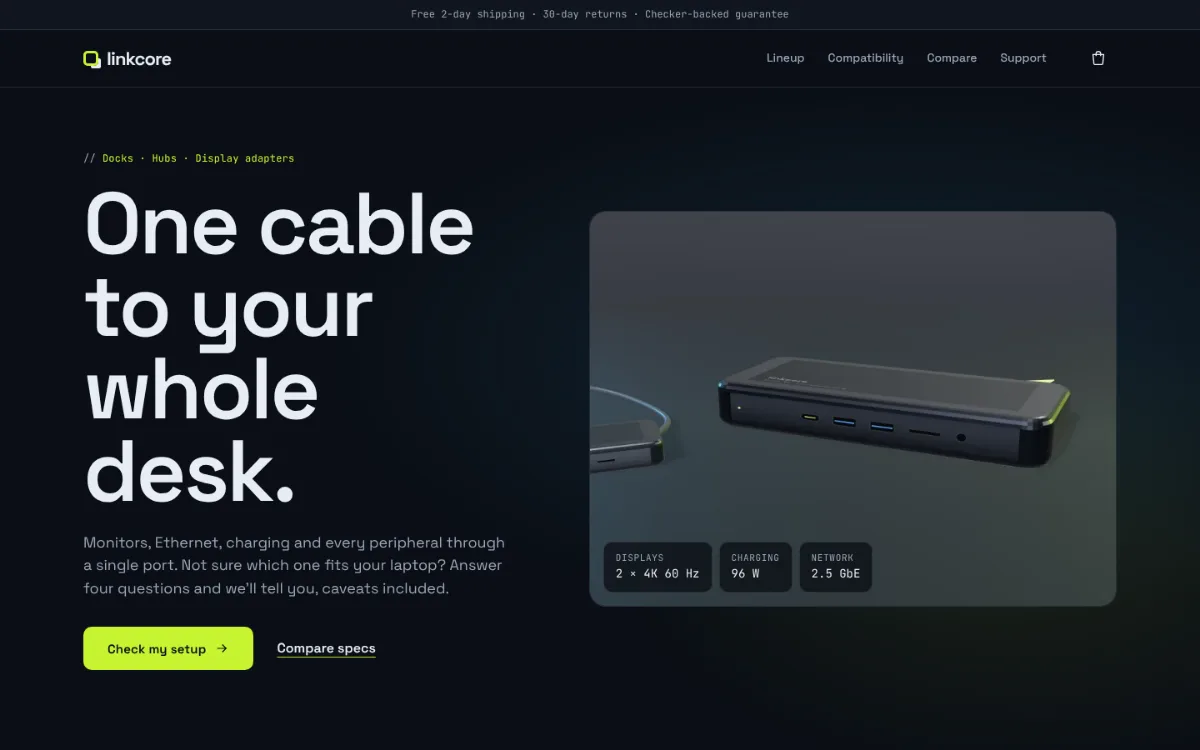 Free 2-day shipping · 30-day returns · Checker-backed guarantee
linkcore
Lineup
Compatibility
Compare
Support
// Docks · Hubs · Display adapters
One cable
to your
whole
desk.
Monitors, Ethernet, charging and every peripheral through
a single port. Not sure which one fits your laptop? Answer
four questions and we'll tell you, caveats included.
Check my setup →
Compare specs
DISPLAYS
2 × 4K 60 Hz
CHARGING
96 W
NETWORK
2.5 GbE